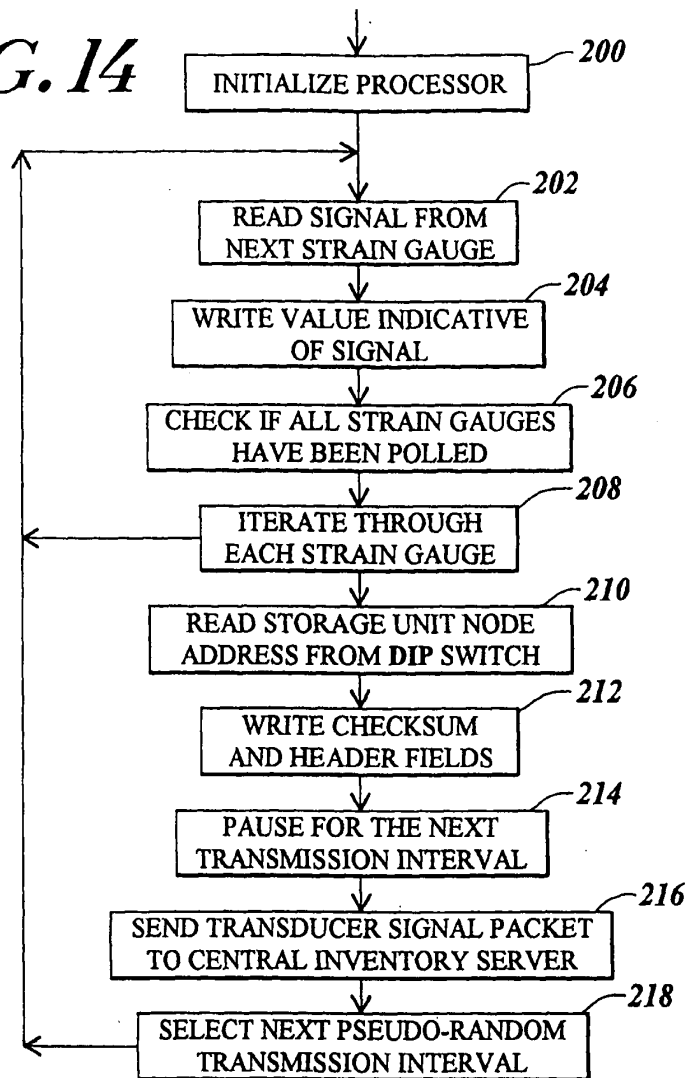 G. 14
200
INITIALIZE PROCESSOR
202
READ SIGNAL FROM
NEXT STRAIN GAUGE
204
WRITE VALUE INDICATIVE
OF SIGNAL
206
CHECK IF ALL STRAIN GAUGES
HAVE BEEN POLLED
208
ITERATE THROUGH
EACH STRAIN GAUGE
210
READ STORAGE UNIT NODE
ADDRESS FROM DIP SWITCH
212
WRITE CHECKSUM
AND HEADER FIELDS
214
PAUSE FOR THE NEXT
TRANSMISSION INTERVAL
216
SEND TRANSDUCER SIGNAL PACKET
TO CENTRAL INVENTORY SERVER
218
SELECT NEXT PSEUDO-RANDOM
TRANSMISSION INTERVAL